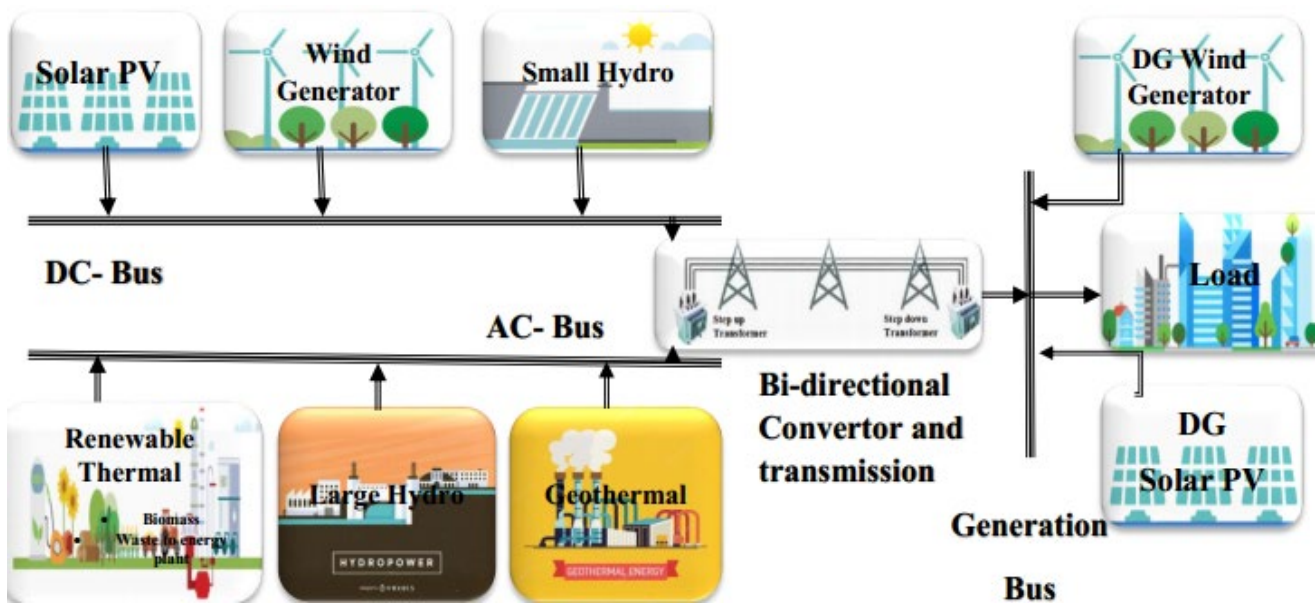 Solar PV
Wind
Generator
Small Hydro
DG Wind
Generator
DC- Bus
AC- Bus
Step up
Transformer
Step down
Transformer
Load
Bi-directional
Convertor and
transmission
Renewable
Thermal
• Biomass
• Waste to energy
plant
Large Hydro
HYDROPOWER
Geothermal
GEOTHERMAL ENERGY
DG
Solar PV
Generation
Bus